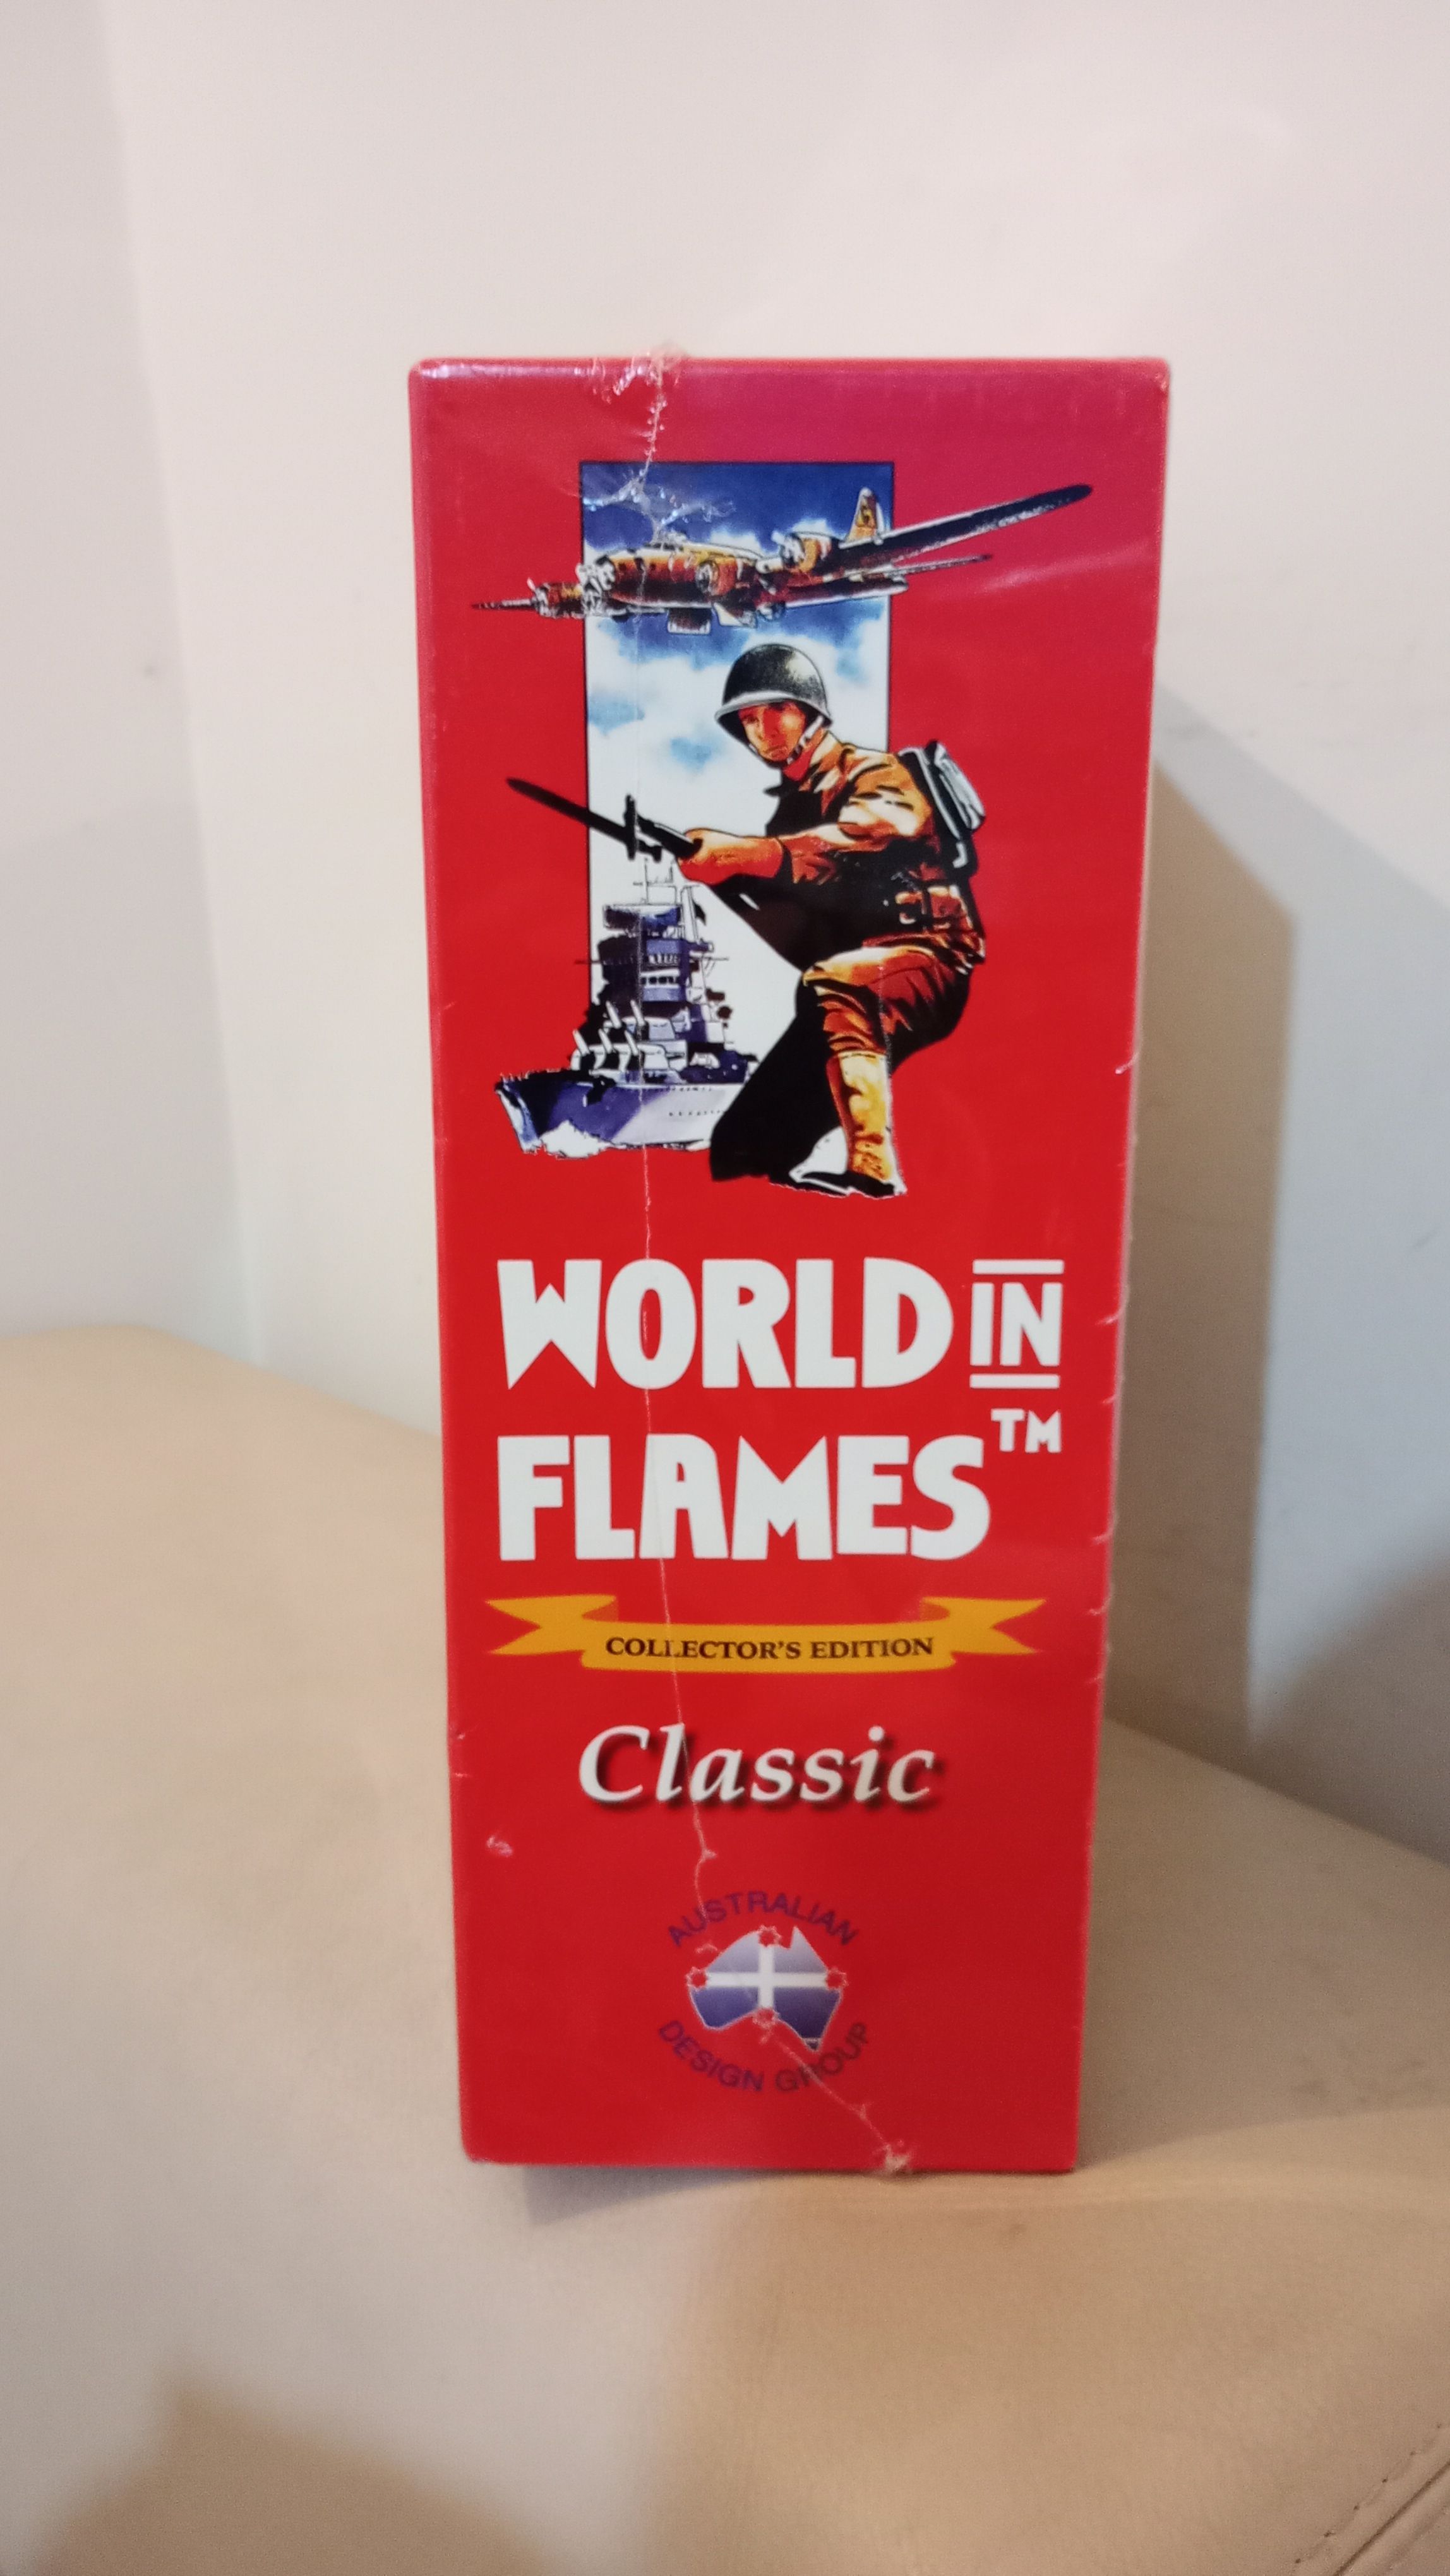 WORLD IN
FLAMES™
COLLECTOR'S EDITION
Classic
AUSTRALIAN
DESIGN GROUP